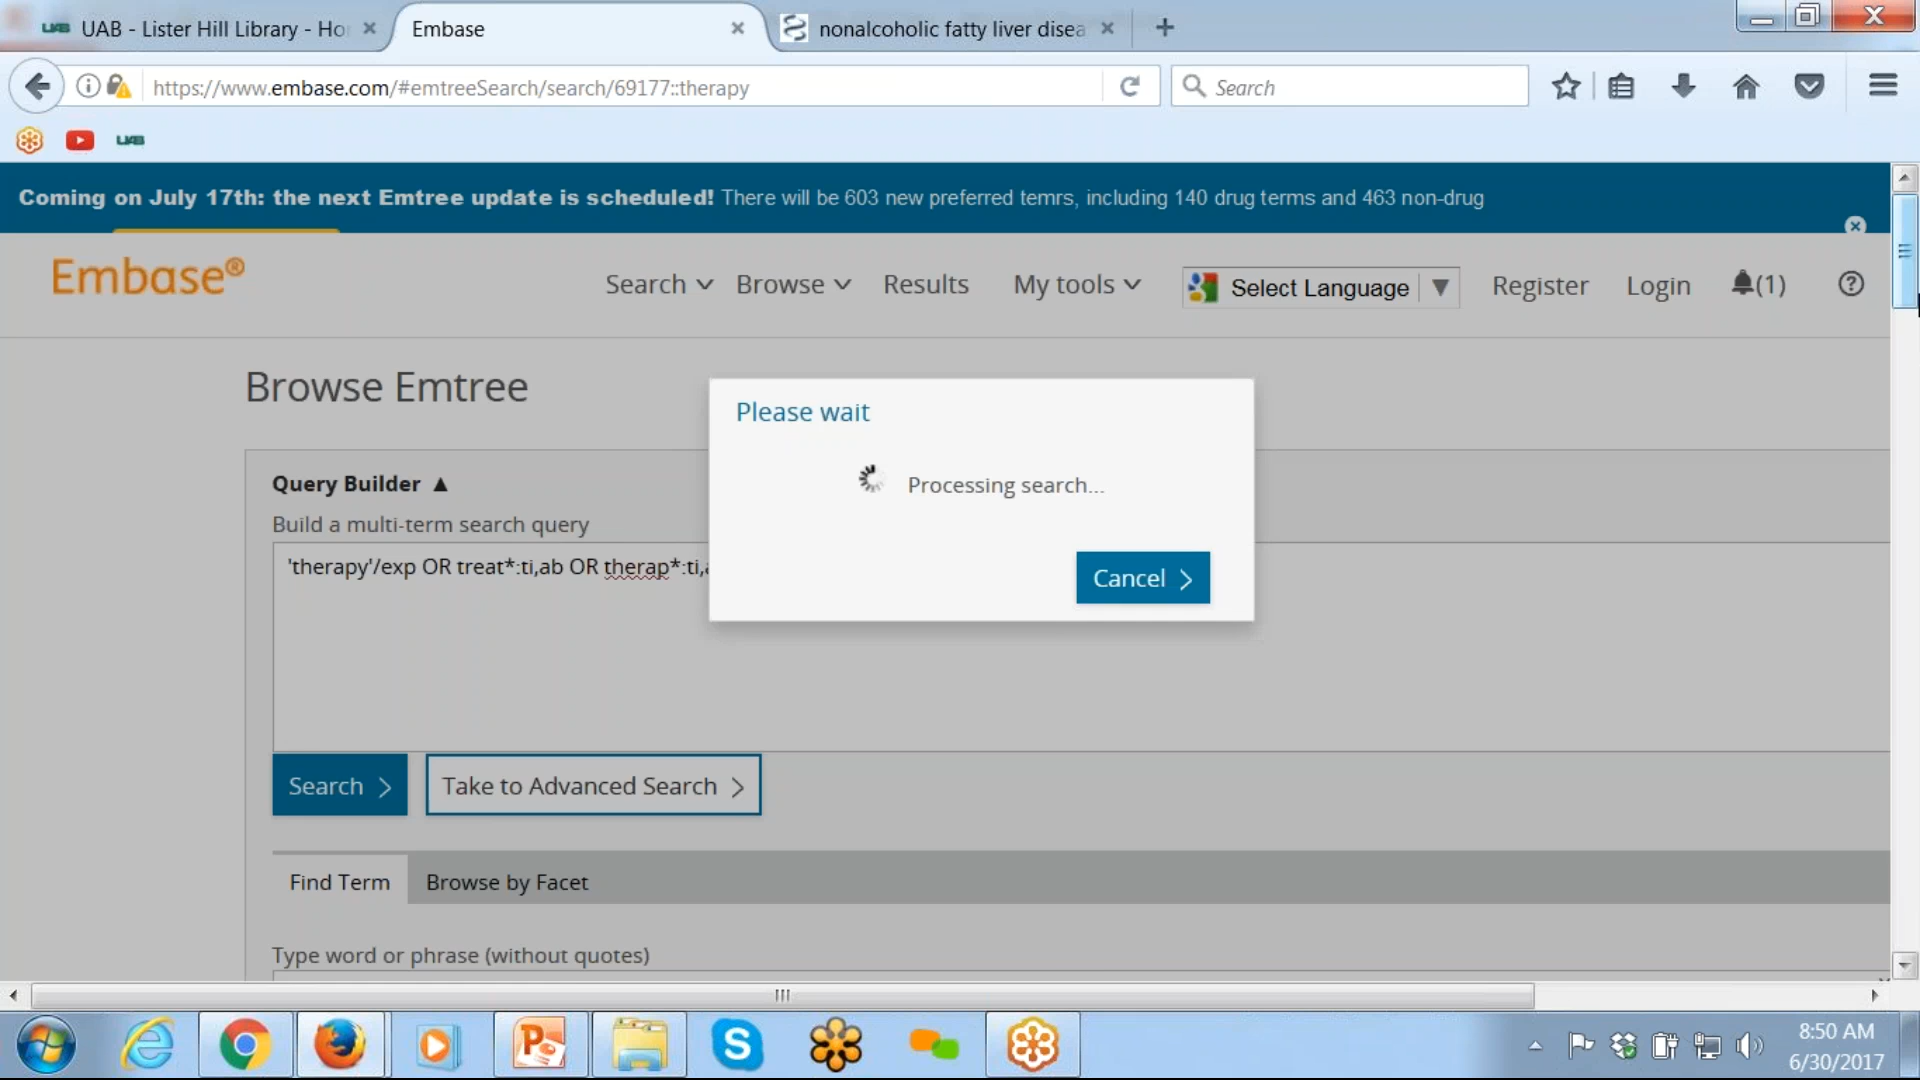 UAB - Lister Hill Library - Ho
Embase
nonalcoholic fatty liver disea
https://www.embase.com/#emtreeSearch/search/69177::therapy
Search
UAB
Coming on July 17th: the next Emtree update is scheduled! There will be 603 new preferred temrs, including 140 drug terms and 463 non-drug
Embase®
Search
Browse
Results
My tools
Select Language
Register
Login
(1)
Browse Emtree
Please wait
Processing search...
Cancel
Query Builder ▲
Build a multi-term search query
'therapy'/exp OR treat*:ti,ab OR therap*:ti,a
Search
Take to Advanced Search
Find Term
Browse by Facet
Type word or phrase (without quotes)
8:50 AM
6/30/2017